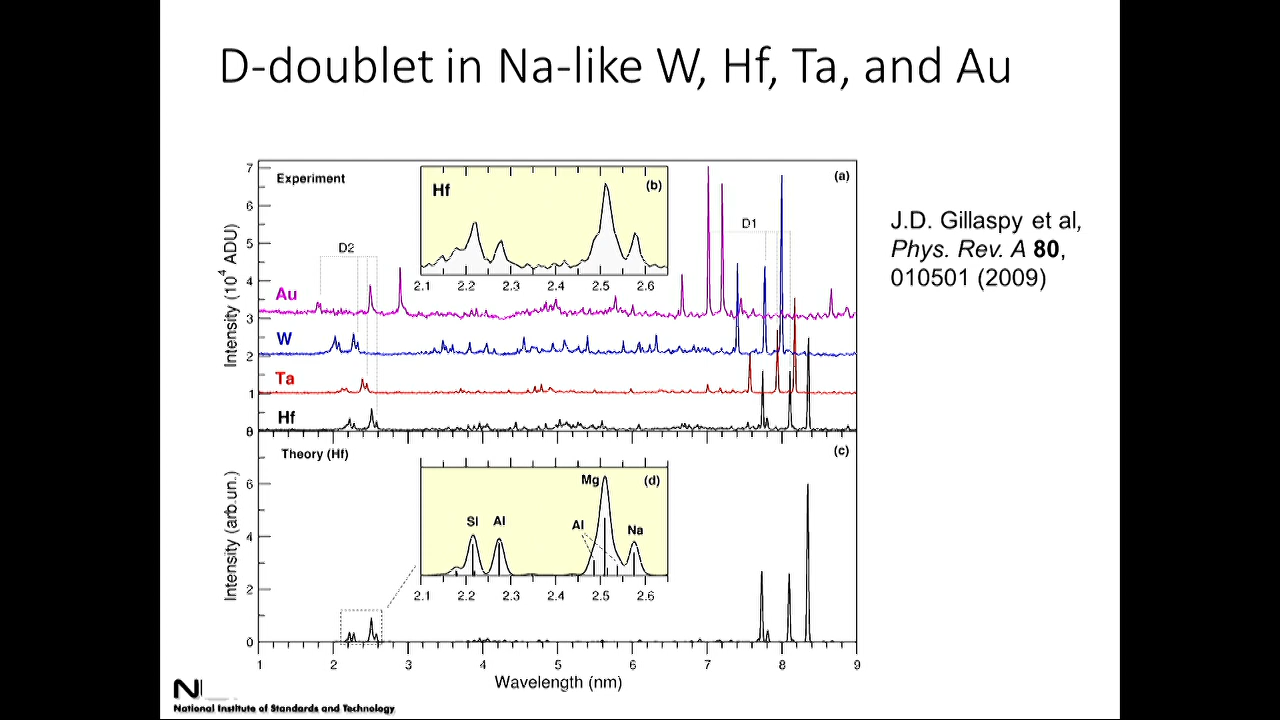 D-doublet in Na-like W, Hf, Ta, and Au
J.D. Gillaspy et al,
Phys. Rev. A 80,
010501 (2009)
Experiment
(a)
Hf
(b)
2.1 2.2 2.3 2.4 2.5 2.6
D2
D1
Au
W
Ta
Hf
7
6
5
4
3
2
1
0
Intensity (10^4 ADU)
Theory (Hf)
(c)
(d)
Mg
SI Al
Al
Na
2.1 2.2 2.3 2.4 2.5 2.6
6
4
2
0
Intensity (arb.un.)
1 2 3 4 5 6 7 8 9
Wavelength (nm)
National Institute of Standards and Technology